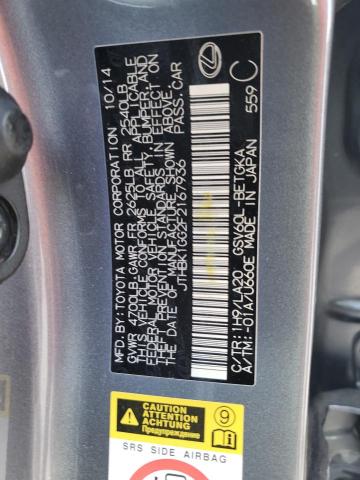 MFD.BY:TOYOTA MOTOR CORPORATION 10/14
GVWR 4700LB:GAWR FR 2625LB RR 2540LB
THIS VEHICLE CONFORMS TO ALL APPLICABLE
FEDERAL MOTOR VEHICLE SAFETY, BUMPER, AND
THEFT PREVENTION STANDARDS IN EFFECT ON
THE DATE OF MANUFACTURE SHOWN ABOVE.
JTHBK1GG2F2167936 PASS.CAR
C/TR:1H9/LA20 GSV60L-BETGKA
A/TM:-01A/U660E MADE IN JAPAN 559 C
CAUTION
ATTENTION
ACHTUNG
Предупреждение
9
SRS SIDE AIRBAG